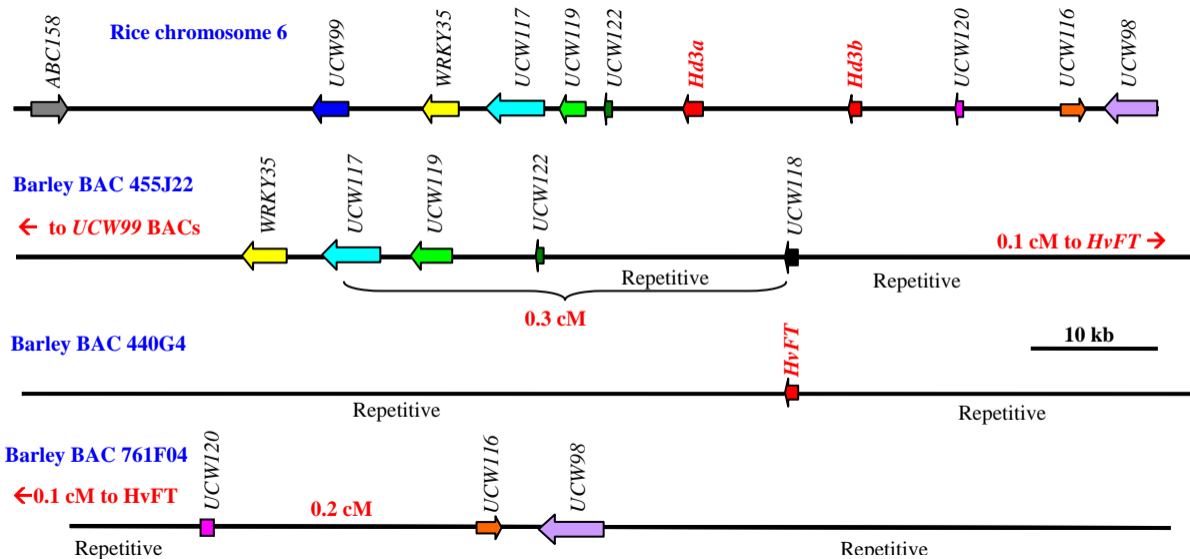 Rice chromosome 6
ABC158
UCW99
WRKY35
UCW117
UCW119
UCW122
Hd3a
Hd3b
UCW120
UCW116
UCW98
Barley BAC 455J22
← to UCW99 BACs
WRKY35
UCW117
UCW119
UCW122
UCW118
0.1 cM to HvFT →
Repetitive
Repetitive
0.3 cM
Barley BAC 440G4
HvFT
10 kb
Repetitive
Repetitive
Barley BAC 761F04
←0.1 cM to HvFT
UCW120
0.2 cM
UCW116
UCW98
Repetitive
Repetitive